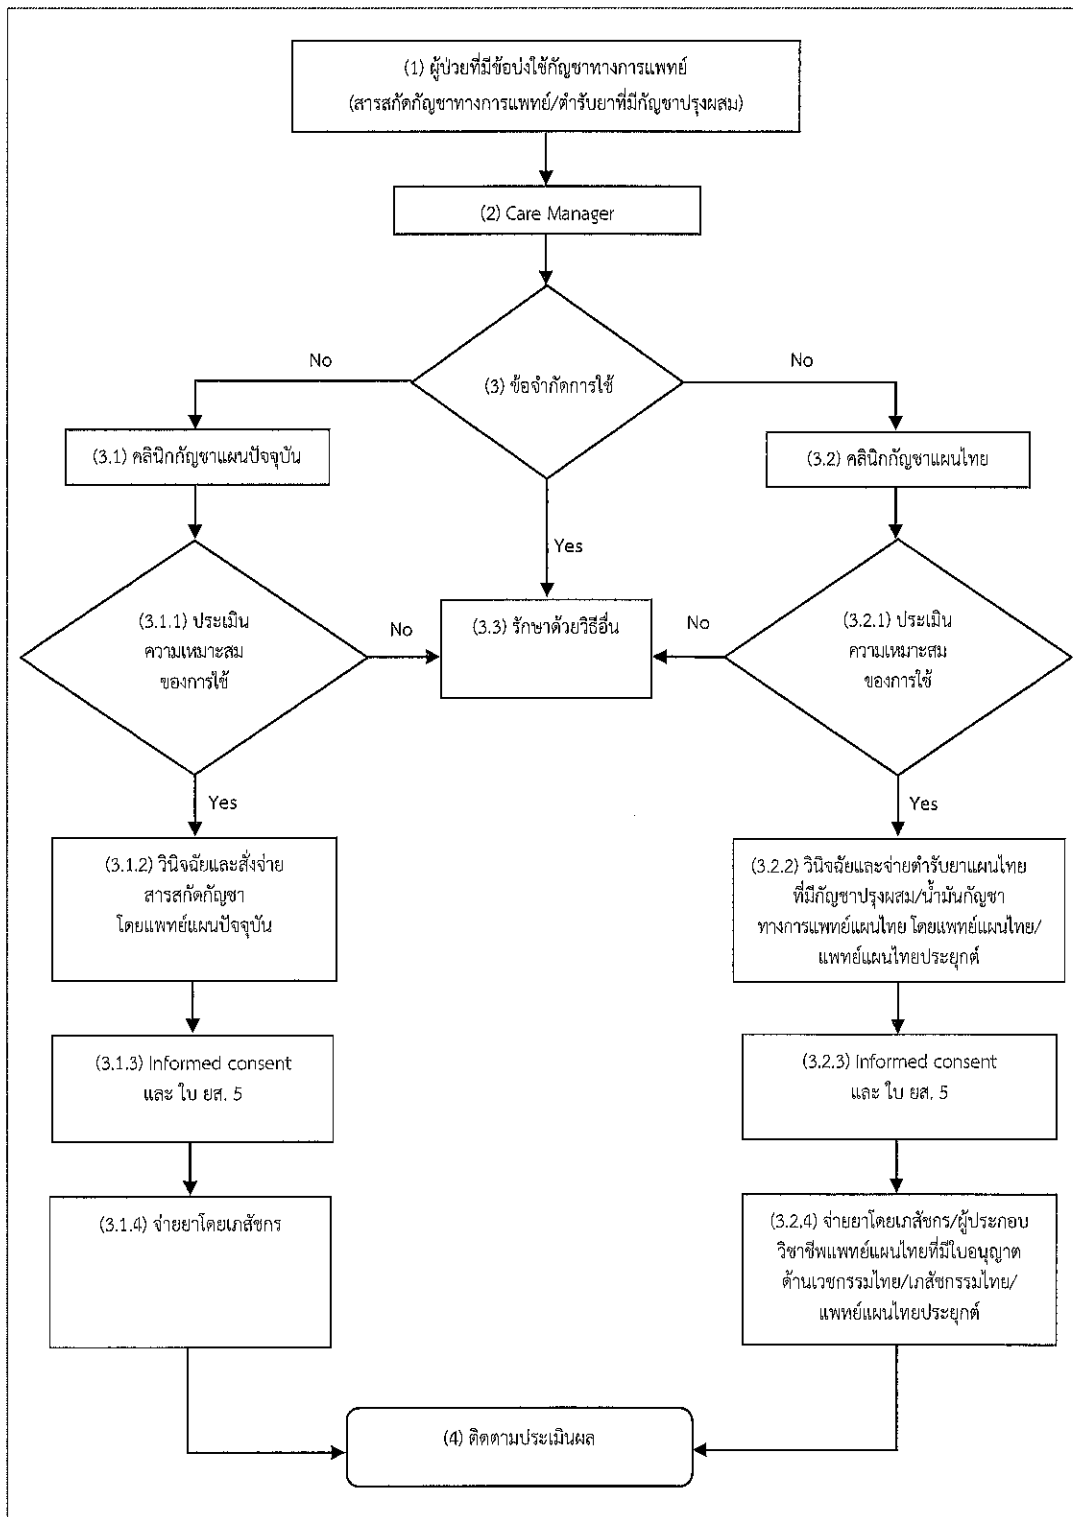 (1) ผู้ป่วยที่มีข้อบ่งใช้กัญชาทางการแพทย์
(สารสกัดกัญชาทางการแพทย์/ตำรับยาที่มีกัญชาปรุงผสม)
(2) Care Manager
No
No
(3) ข้อจำกัดการใช้
(3.1) คลินิกกัญชาแผนปัจจุบัน
(3.2) คลินิกกัญชาแผนไทย
Yes
(3.1.1) ประเมิน
ความเหมาะสม
ของการใช้
No
(3.3) รักษาด้วยวิธีอื่น
No
(3.2.1) ประเมิน
ความเหมาะสม
ของการใช้
Yes
Yes
(3.1.2) วินิจฉัยและสั่งจ่าย
สารสกัดกัญชา
โดยแพทย์แผนปัจจุบัน
(3.2.2) วินิจฉัยและจ่ายตำรับยาแผนไทย
ที่มีกัญชาปรุงผสม/น้ำมันกัญชา
ทางการแพทย์แผนไทย โดยแพทย์แผนไทย/
แพทย์แผนไทยประยุกต์
(3.1.3) Informed consent
และ ใบ ยส. 5
(3.2.3) Informed consent
และ ใบ ยส. 5
(3.1.4) จ่ายยาโดยเภสัชกร
(3.2.4) จ่ายยาโดยเภสัชกร/ผู้ประกอบ
วิชาชีพแพทย์แผนไทยที่มีใบอนุญาต
ด้านเวชกรรมไทย/เภสัชกรรมไทย/
แพทย์แผนไทยประยุกต์
(4) ติดตามประเมินผล